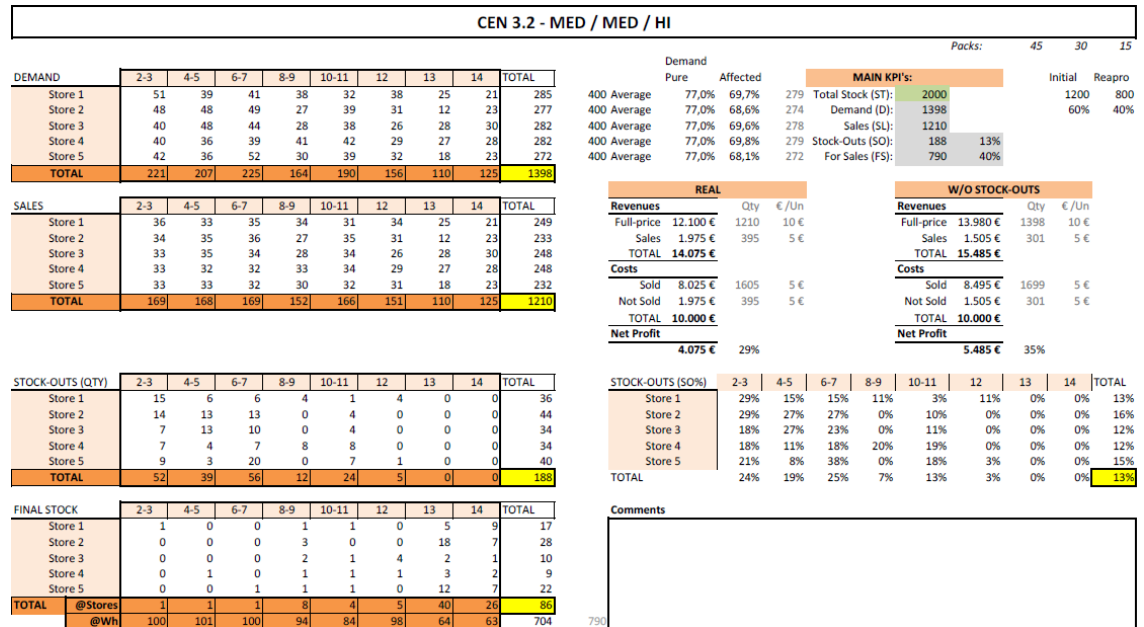 CEN 3.2 - MED / MED / HI
Packs: 45 30 15
Demand
DEMAND 2-3 4-5 6-7 8-9 10-11 12 13 14 TOTAL Pure Affected MAIN KPI's: Initial Reapro
Store 1 51 39 41 38 32 38 25 21 285 400 Average 77,0% 69,7% 279 Total Stock (ST): 2000 1200 800
Store 2 48 48 49 27 39 31 12 23 277 400 Average 77,0% 68,6% 274 Demand (D): 1398 60% 40%
Store 3 40 48 44 28 38 26 28 30 282 400 Average 77,0% 69,6% 278 Sales (SL): 1210
Store 4 40 36 39 41 42 29 27 28 282 400 Average 77,0% 69,8% 279 Stock-Outs (SO): 188 13%
Store 5 42 36 52 30 39 32 18 23 272 400 Average 77,0% 68,1% 272 For Sales (FS): 790 40%
TOTAL 221 207 225 164 190 156 110 125 1398
REAL W/O STOCK-OUTS
SALES 2-3 4-5 6-7 8-9 10-11 12 13 14 TOTAL Revenues Qty €/Un Revenues Qty €/Un
Store 1 36 33 35 34 31 34 25 21 249 Full-price 12.100 € 1210 10 € Full-price 13.980 € 1398 10 €
Store 2 34 35 36 27 35 31 12 23 233 Sales 1.975 € 395 5 € Sales 1.505 € 301 5 €
Store 3 33 35 34 28 34 26 28 30 248 TOTAL 14.075 € TOTAL 15.485 €
Store 4 33 32 32 33 34 29 27 28 248 Costs Costs
Store 5 33 33 32 30 32 31 18 23 232 Sold 8.025 € 1605 5 € Sold 8.495 € 1699 5 €
TOTAL 169 168 169 152 166 151 110 125 1210 Not Sold 1.975 € 395 5 € Not Sold 1.505 € 301 5 €
TOTAL 10.000 € TOTAL 10.000 €
Net Profit Net Profit
4.075 € 29% 5.485 € 35%
STOCK-OUTS (QTY) 2-3 4-5 6-7 8-9 10-11 12 13 14 TOTAL STOCK-OUTS (SO%) 2-3 4-5 6-7 8-9 10-11 12 13 14 TOTAL
Store 1 15 6 6 4 1 4 0 0 36 Store 1 29% 15% 15% 11% 3% 11% 0% 0% 13%
Store 2 14 13 13 0 4 0 0 0 44 Store 2 29% 27% 27% 0% 10% 0% 0% 0% 16%
Store 3 7 13 10 0 4 0 0 0 34 Store 3 18% 27% 23% 0% 11% 0% 0% 0% 12%
Store 4 7 4 7 8 8 0 0 0 34 Store 4 18% 11% 18% 20% 19% 0% 0% 0% 12%
Store 5 9 3 20 0 7 1 0 0 40 Store 5 21% 8% 38% 0% 18% 3% 0% 0% 15%
TOTAL 52 39 56 12 24 5 0 0 188 TOTAL 24% 19% 25% 7% 13% 3% 0% 0% 13%
FINAL STOCK 2-3 4-5 6-7 8-9 10-11 12 13 14 TOTAL Comments
Store 1 1 0 0 1 1 0 5 9 17
Store 2 0 0 0 3 0 0 18 7 28
Store 3 0 0 0 2 1 4 2 1 10
Store 4 0 1 0 1 1 1 3 2 9
Store 5 0 0 1 1 1 0 12 7 22
TOTAL @Stores 1 1 1 8 4 5 40 26 86
@Wh 100 101 100 94 84 98 64 63 704 790